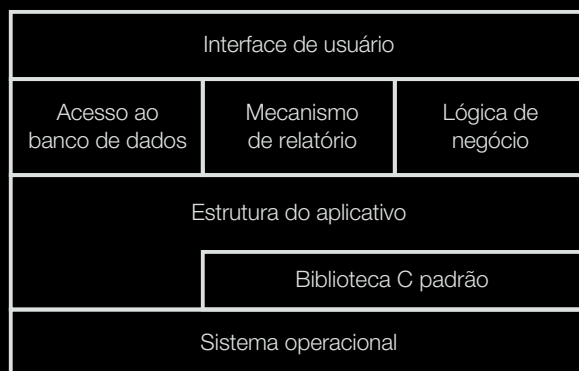 Interface de usuário
Acesso ao
banco de dados
Mecanismo
de relatório
Lógica de
negócio
Estrutura do aplicativo
Biblioteca C padrão
Sistema operacional